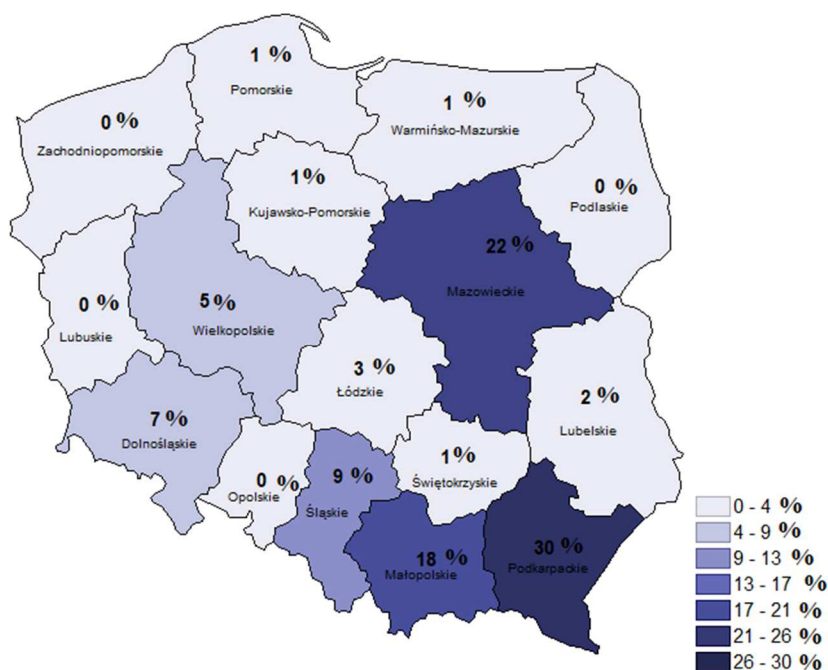 1 %
Pomorskie
0 %
Zachodniopomorskie
1 %
Warmińsko-Mazurskie
1%
Kujawsko-Pomorskie
0 %
Podlaskie
22 %
Mazowieckie
0 %
Lubuskie
5 %
Wielkopolskie
3 %
Łódzkie
2 %
Lubelskie
7 %
Dolnośląskie
0 %
Opolskie
9 %
Śląskie
1%
Świętokrzyskie
18 %
Małopolskie
30 %
Podkarpackie
0 - 4 %
4 - 9 %
9 - 13 %
13 - 17 %
17 - 21 %
21 - 26 %
26 - 30 %